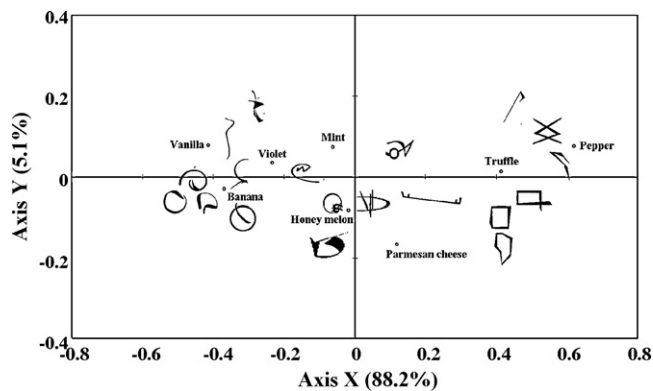 0.4
Axis Y (5.1%)
0.2
Vanilla
Violet
Mint
Truffle
Pepper
0
Banana
Honey melon
-0.2
Parmesan cheese
-0.4
-0.8
-0.6
-0.4
-0.2
0
0.2
0.4
0.6
0.8
Axis X (88.2%)